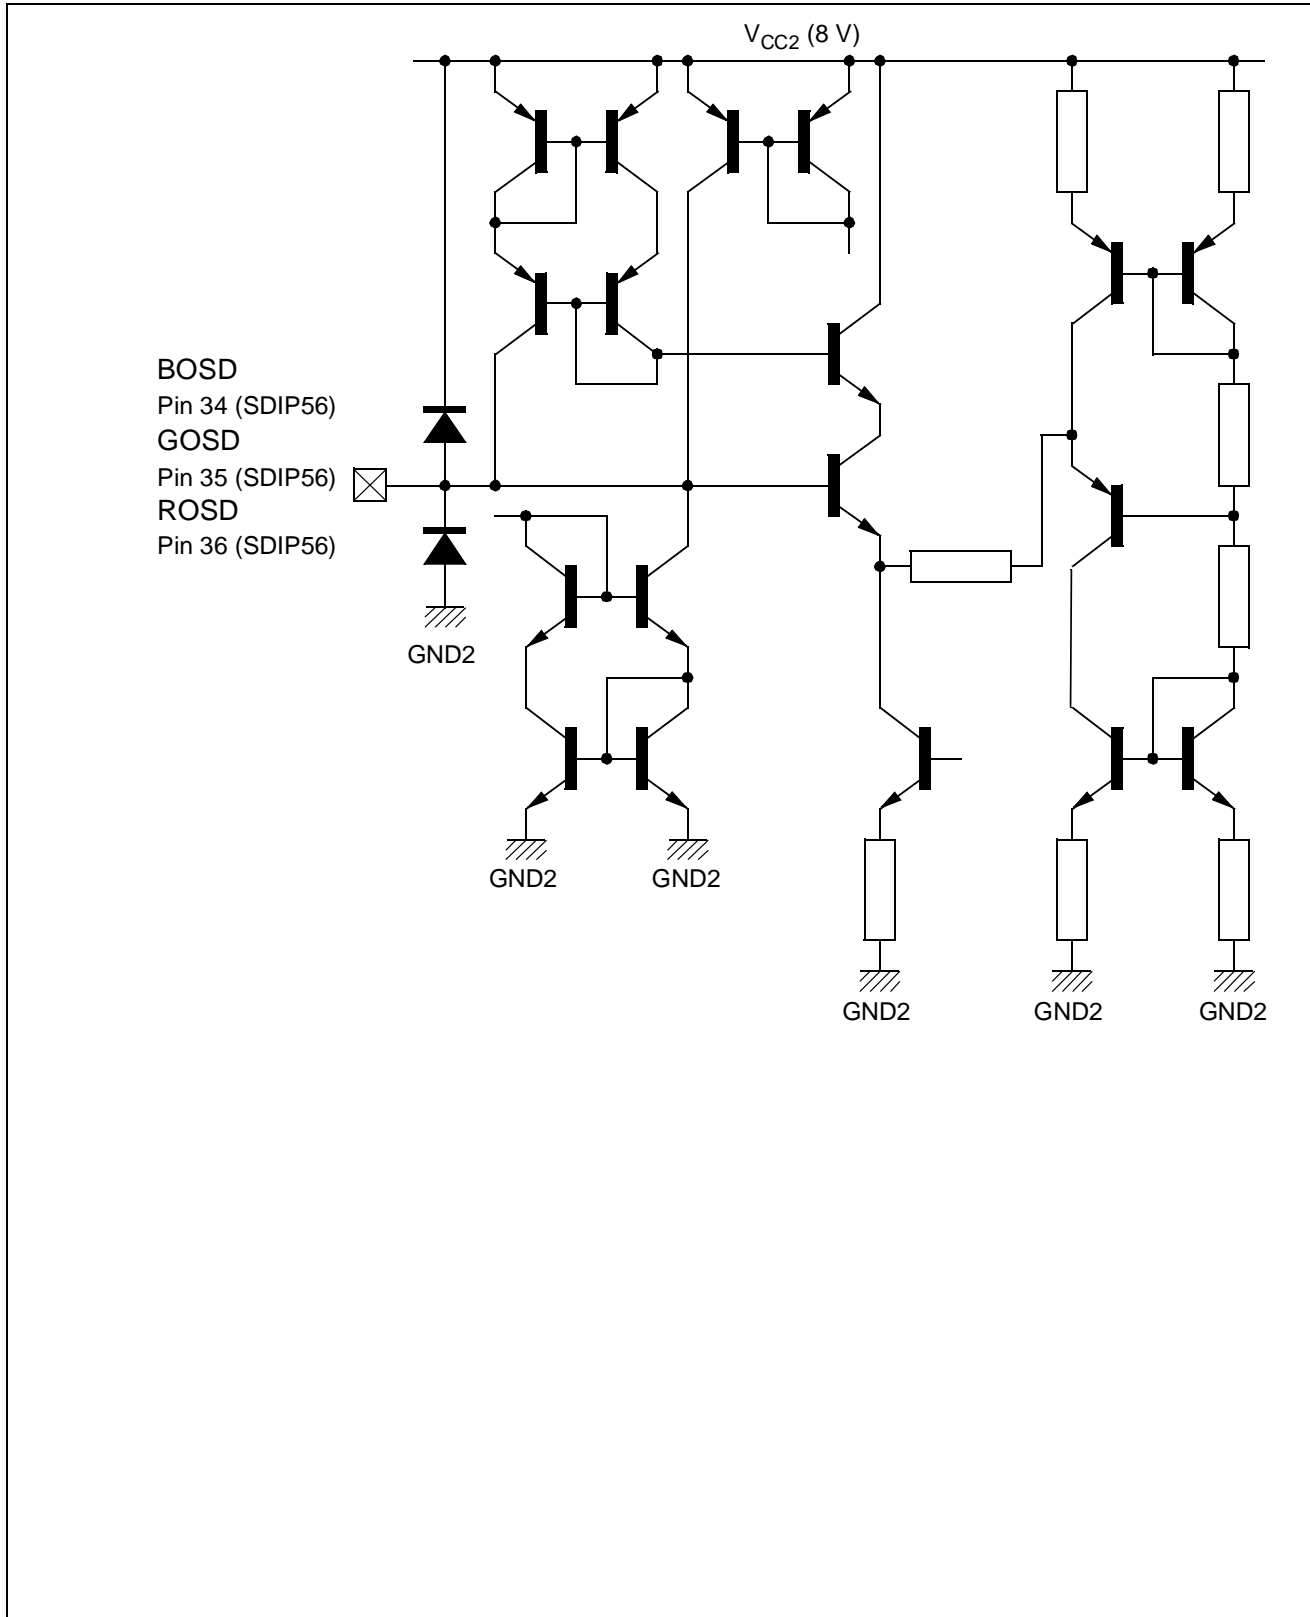 V_CC2 (8 V)
BOSD
Pin 34 (SDIP56)
GOSD
Pin 35 (SDIP56)
ROSD
Pin 36 (SDIP56)
GND2
GND2
GND2
GND2
GND2
GND2